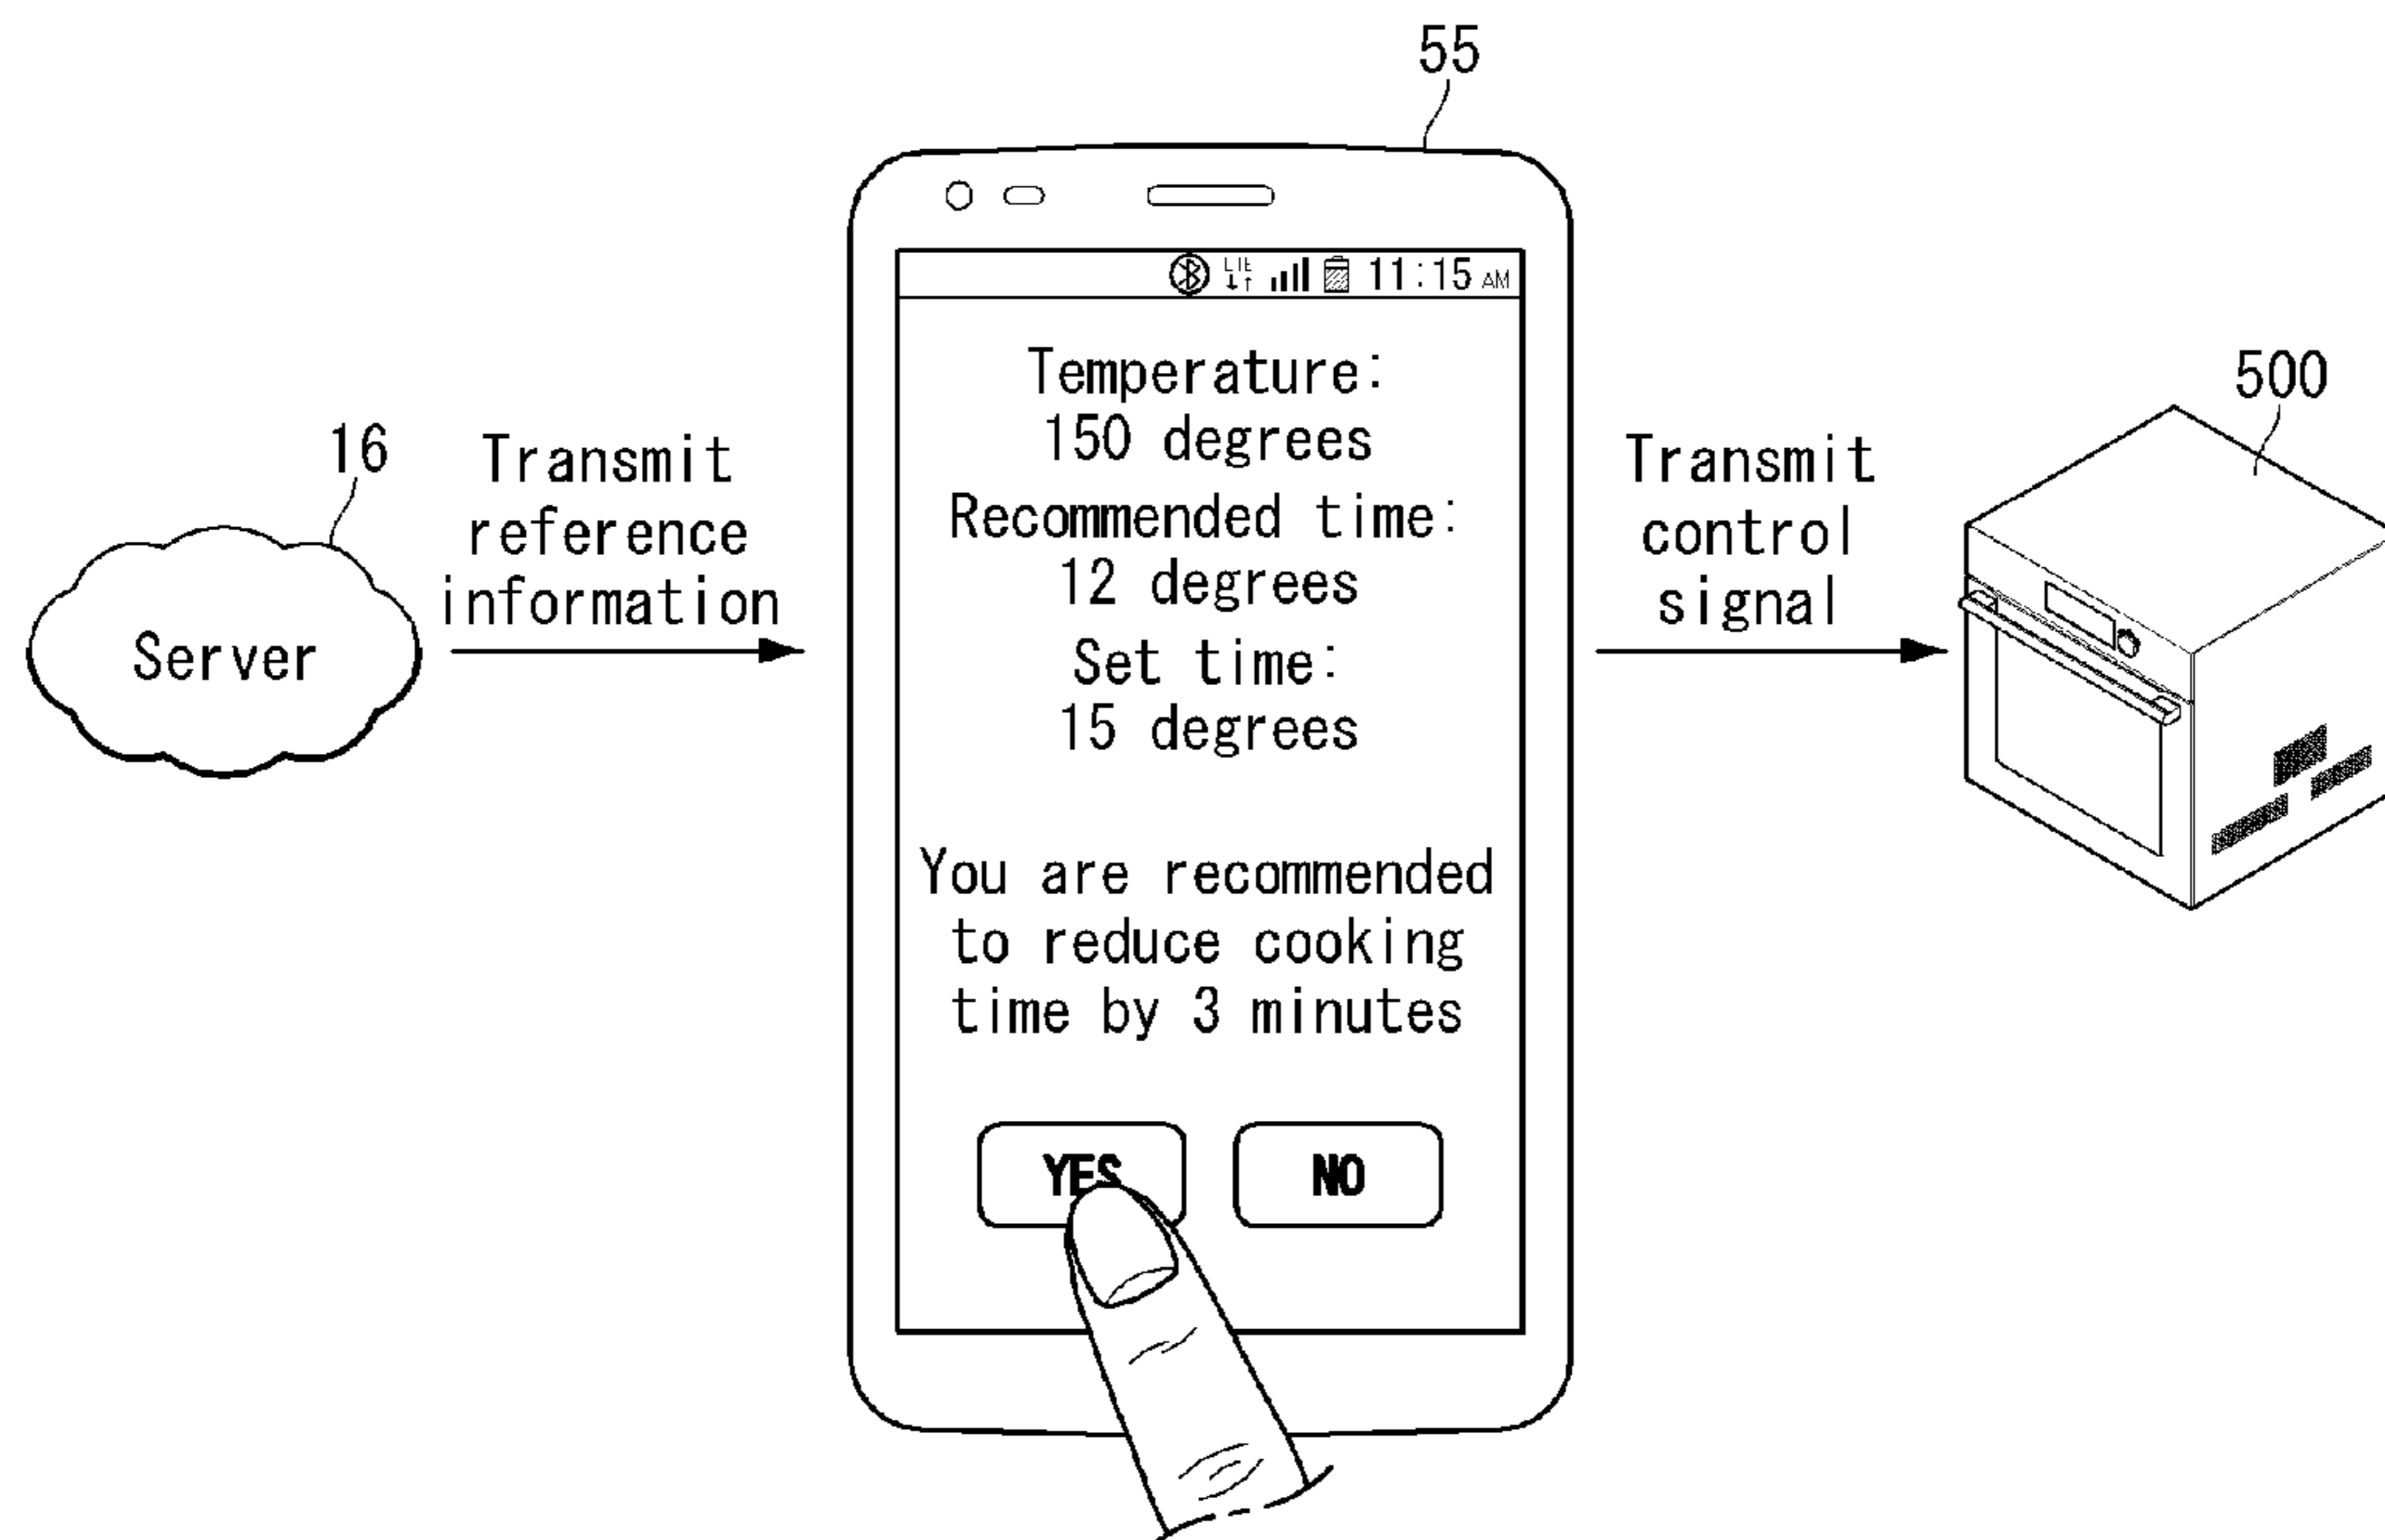 55
LTE
11:15 AM
Temperature:
150 degrees
Recommended time:
12 degrees
Set time:
15 degrees
You are recommended
to reduce cooking
time by 3 minutes
YES
NO
16
Server
Transmit
reference
information
Transmit
control
signal
500